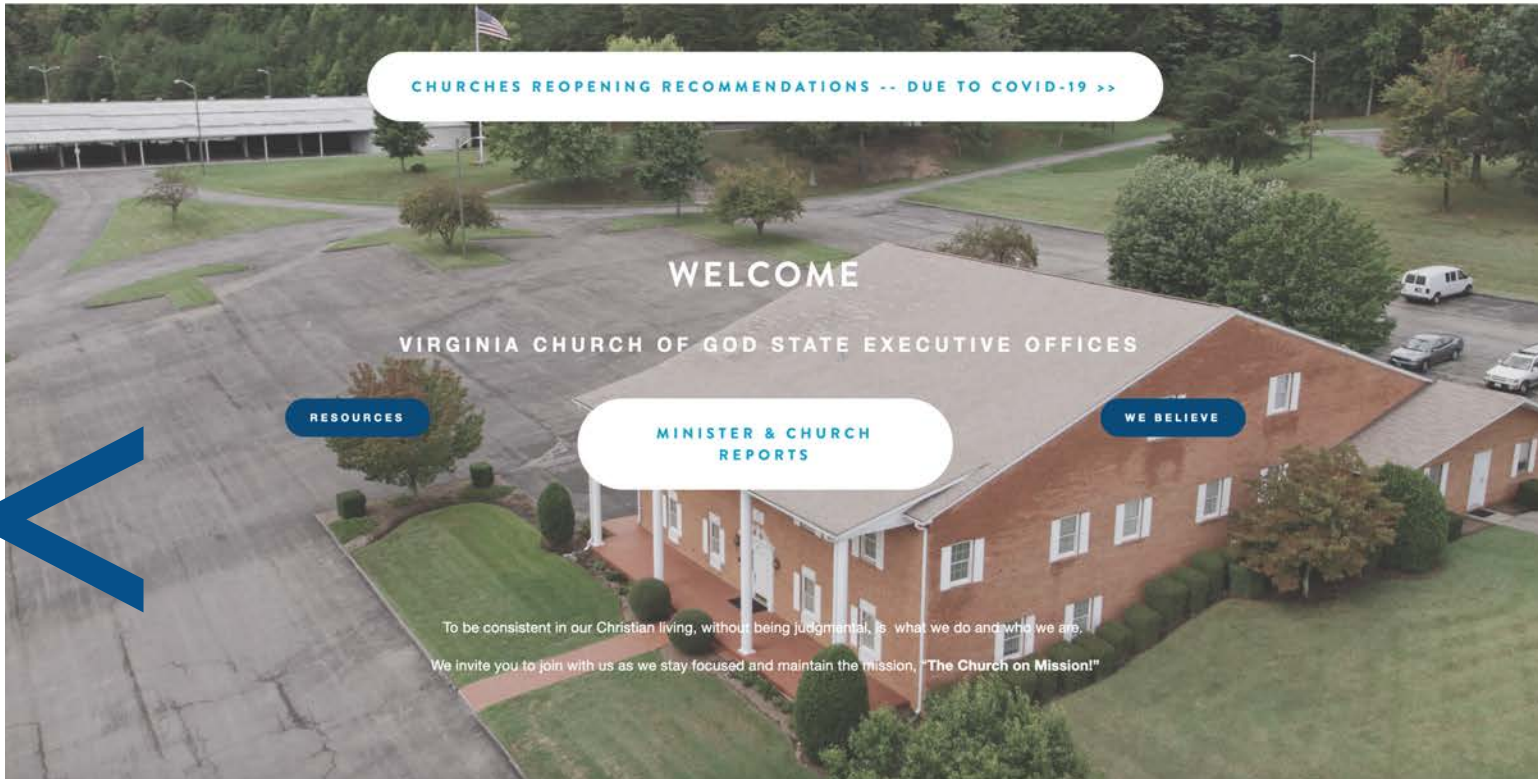 CHURCHES REOPENING RECOMMENDATIONS -- DUE TO COVID-19 >>
WELCOME
VIRGINIA CHURCH OF GOD STATE EXECUTIVE OFFICES
RESOURCES
MINISTER & CHURCH
REPORTS
WE BELIEVE
To be consistent in our Christian living, without being judgmental, is what we do and who we are.
We invite you to join with us as we stay focused and maintain the mission, "The Church on Mission!"